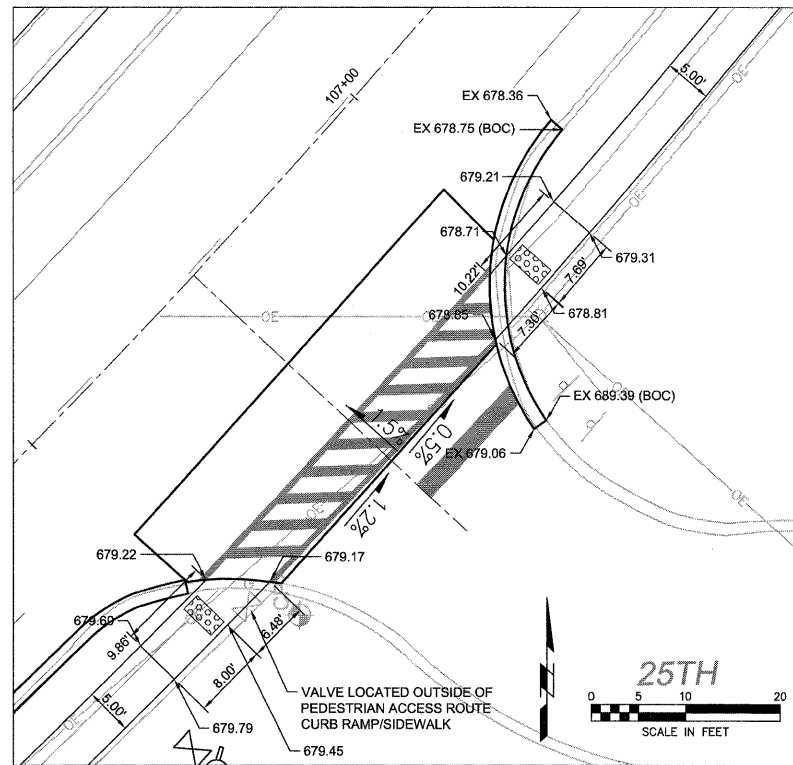 107+00
5.00'
OE
EX 678.36
EX 678.75 (BOC)
679.21
678.71
679.31
10.22'
7.69'
OE
678.85
678.81
7.30'
1.5%
0.5%
EX 689.39 (BOC)
EX 679.06
1.2%
OE
OE
679.22
679.17
G
679.69
9.86'
6.48'
8.00'
5.00'
VALVE LOCATED OUTSIDE OF
PEDESTRIAN ACCESS ROUTE
CURB RAMP/SIDEWALK
OE
679.79
679.45
25TH
0 5 10 20
SCALE IN FEET